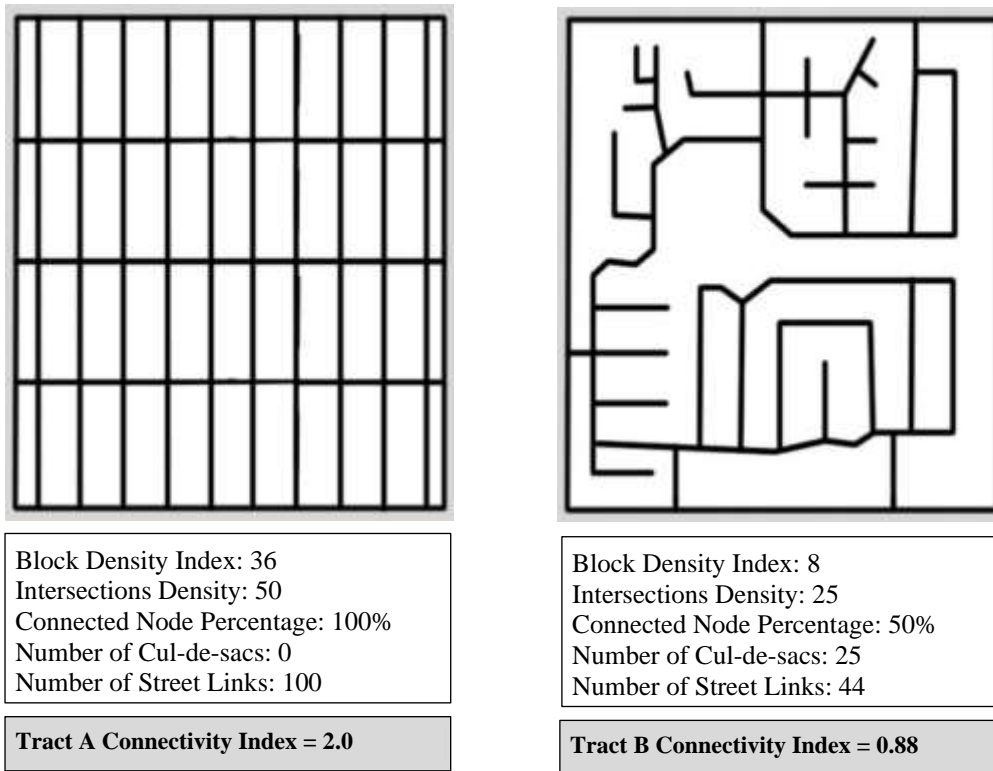 Block Density Index: 36
Intersections Density: 50
Connected Node Percentage: 100%
Number of Cul-de-sacs: 0
Number of Street Links: 100
Tract A Connectivity Index = 2.0
Block Density Index: 8
Intersections Density: 25
Connected Node Percentage: 50%
Number of Cul-de-sacs: 25
Number of Street Links: 44
Tract B Connectivity Index = 0.88